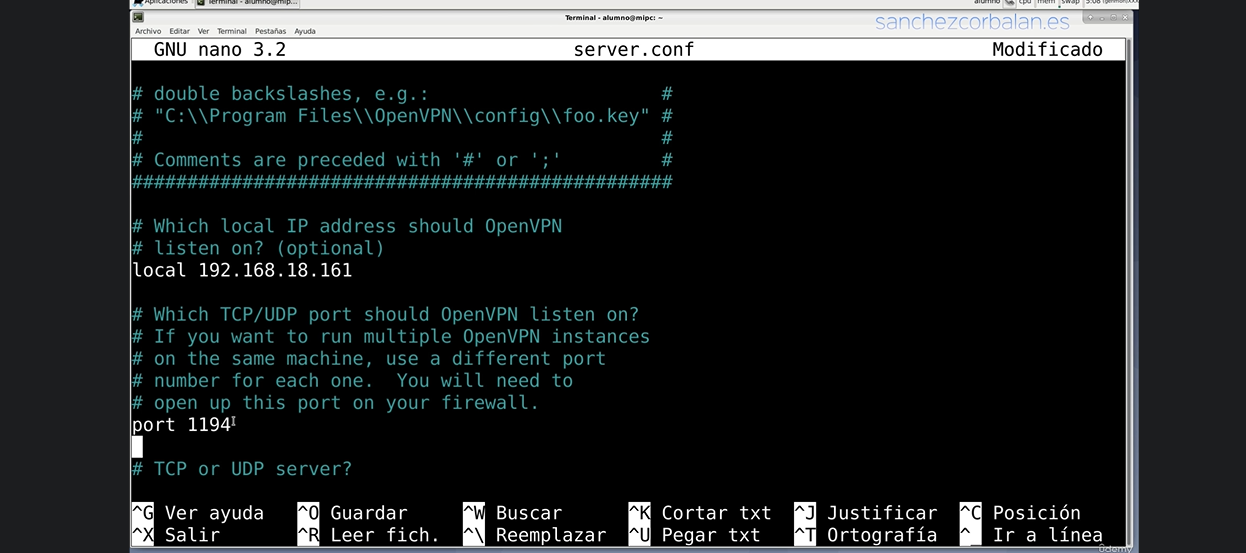 Aplicaciones Terminal - alumno@mipc... alumno cpu mem swap 5:08
Terminal - alumno@mipc: ~
sanchezcorbalan.es
Archivo Editar Ver Terminal Pestañas Ayuda
GNU nano 3.2 server.conf Modificado
# double backslashes, e.g.: #
# "C:\\Program Files\\OpenVPN\\config\\foo.key" #
# #
# Comments are preceded with '#' or ';' #
#################################################
# Which local IP address should OpenVPN
# listen on? (optional)
local 192.168.18.161
# Which TCP/UDP port should OpenVPN listen on?
# If you want to run multiple OpenVPN instances
# on the same machine, use a different port
# number for each one.  You will need to
# open up this port on your firewall.
port 1194
# TCP or UDP server?
^G Ver ayuda ^O Guardar ^W Buscar ^K Cortar txt ^J Justificar ^C Posición
^X Salir ^R Leer fich. ^\ Reemplazar ^U Pegar txt ^T Ortografía ^_ Ir a línea
udemy